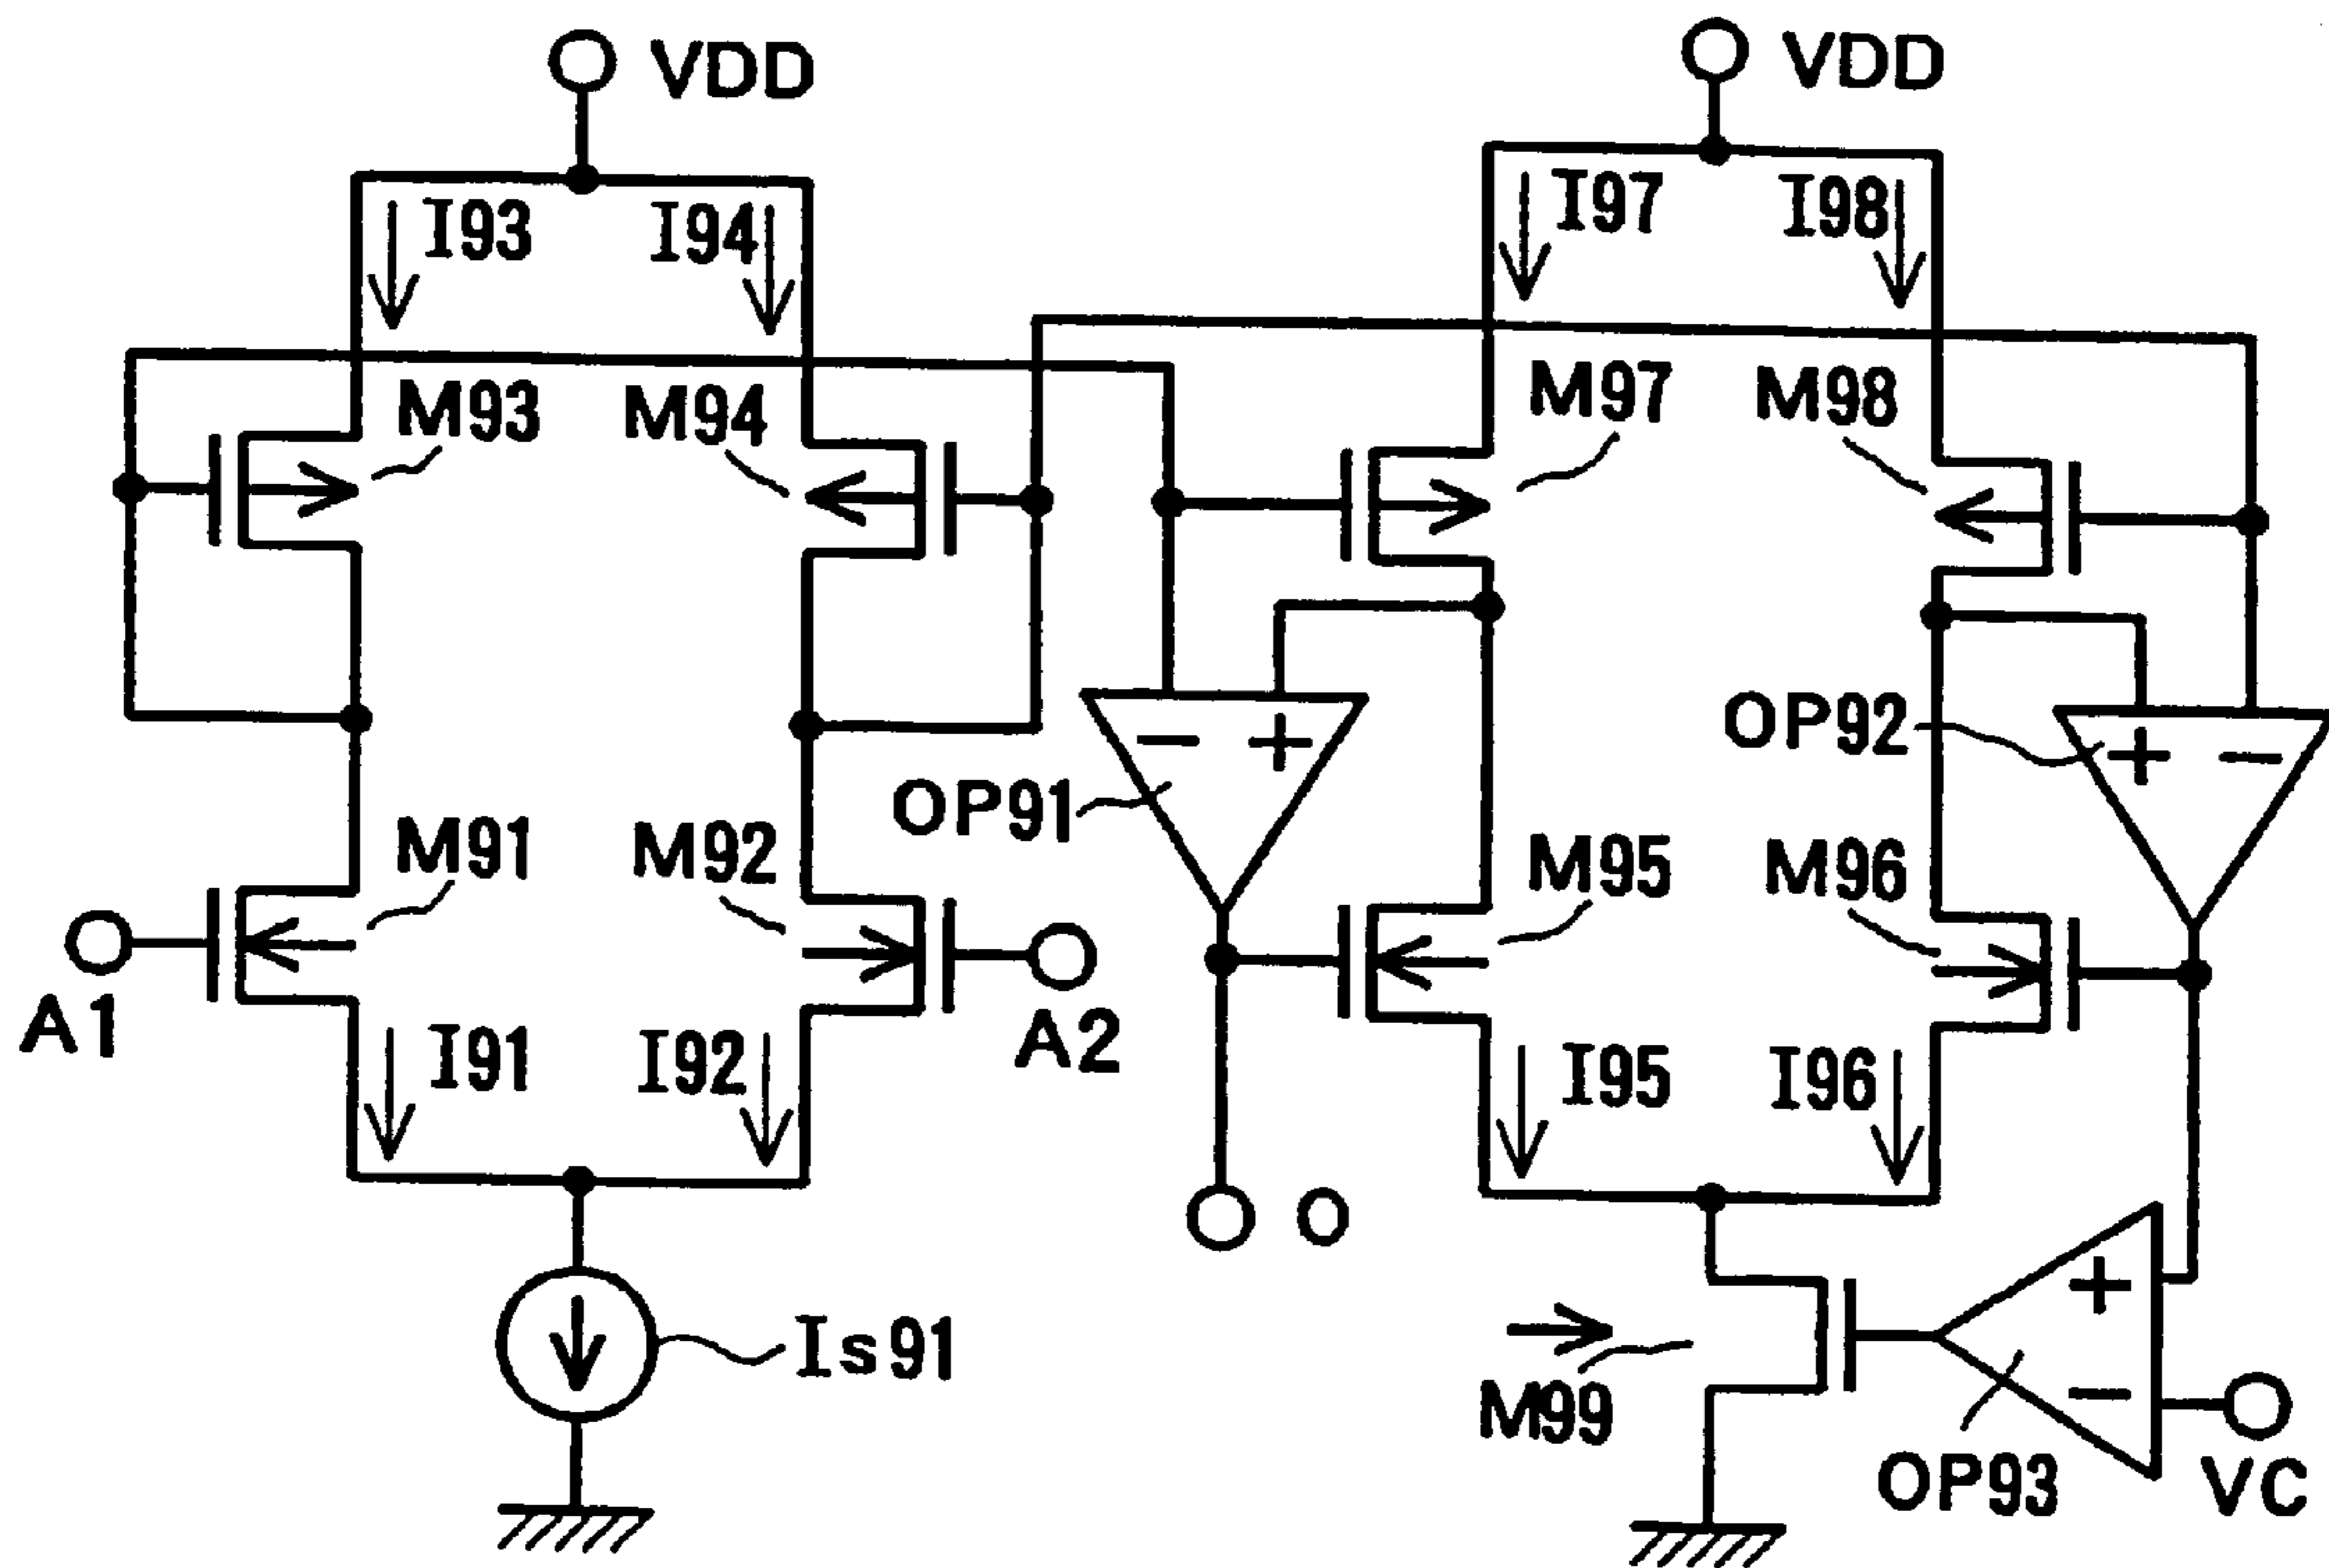 VDD
VDD
I93
I94
I97
I98
M93
M94
M97
M98
OP91
OP92
− +
+ −
M91
M92
M95
M96
A1
A2
I91
I92
I95
I96
O
Is91
M99
+
−
OP93
VC